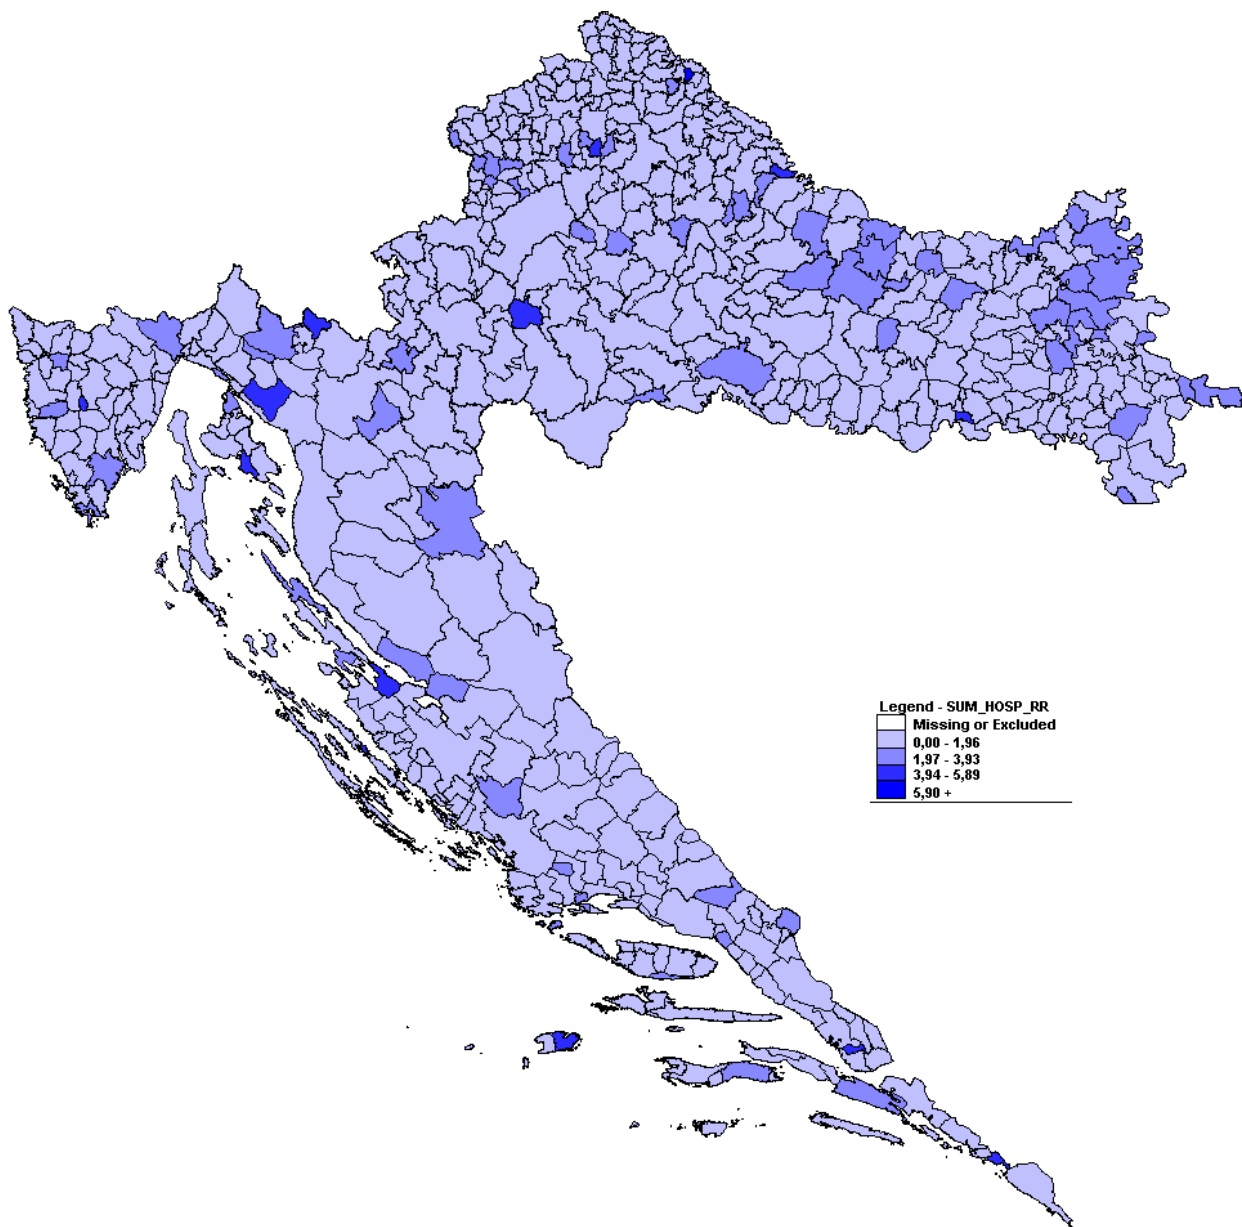 Legend - SUM_HOSP_RR
Missing or Excluded
0,00 - 1,96
1,97 - 3,93
3,94 - 5,89
5,90 +